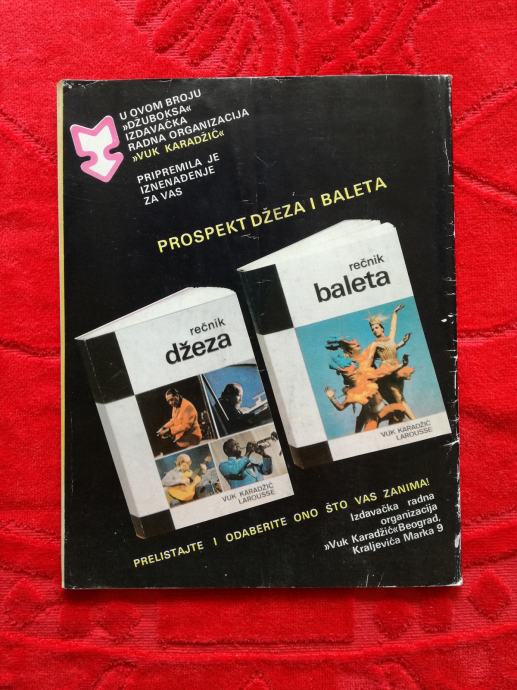 U OVOM BROJU
»DŽUBOKSA«
IZDAVAČKA
RADNA ORGANIZACIJA
»VUK KARADŽIĆ«
PRIPREMILA JE
IZNENAĐENJE
ZA VAS
PROSPEKT DŽEZA I BALETA
rečnik
baleta
VUK KARADŽIĆ
LAROUSSE
rečnik
džeza
VUK KARADŽIĆ
LAROUSSE
PRELISTAJTE I ODABERITE ONO ŠTO VAS ZANIMA!
Izdavačka radna
organizacija
»Vuk Karadžić«Beograd,
Kraljevića Marka 9